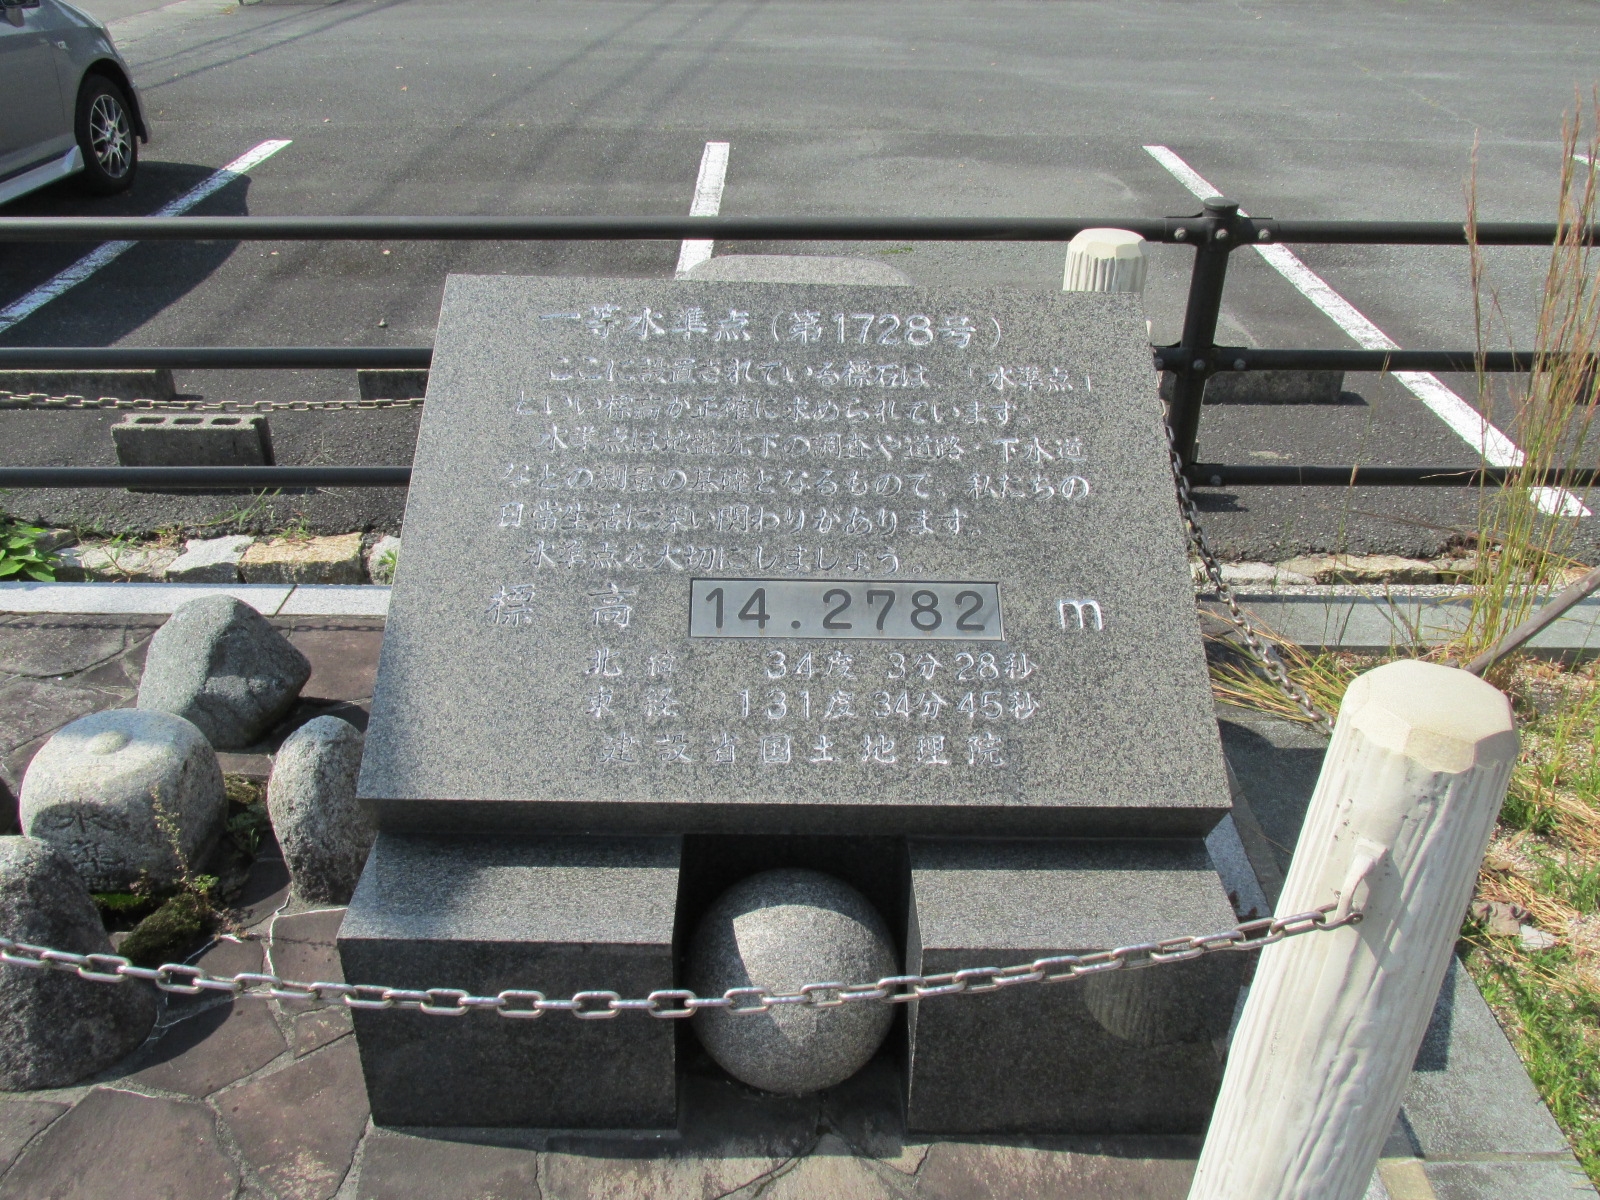 一等水準点(第1728号)
ここに設置されている標石は、「水準点」
といい標高が正確に求められています。
水準点は地盤沈下の調査や道路・下水道
などの測量の基礎となるもので、私たちの
日常生活に深い関わりがあります。
水準点を大切にしましょう。
標 高 14.2782 m
北緯 34度 3分28秒
東経 131度34分45秒
建設省国土地理院
水準